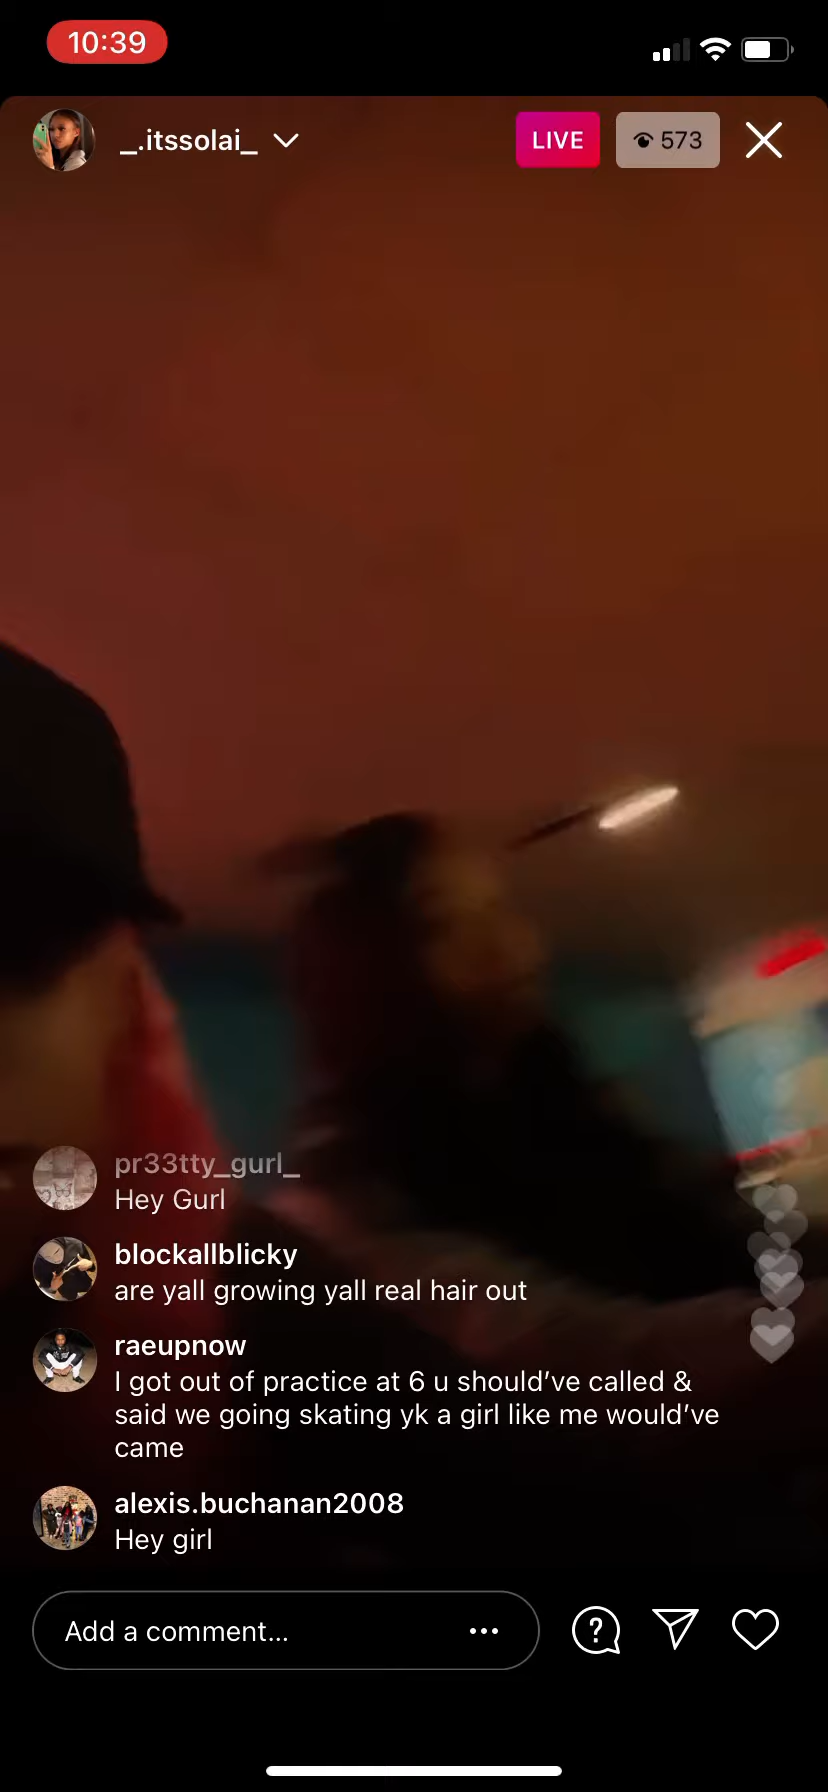 10:39
_.itssolai_
LIVE
573
pr33tty_gurl_
Hey Gurl
blockallblicky
are yall growing yall real hair out
raeupnow
I got out of practice at 6 u should’ve called &
said we going skating yk a girl like me would’ve
came
alexis.buchanan2008
Hey girl
Add a comment...